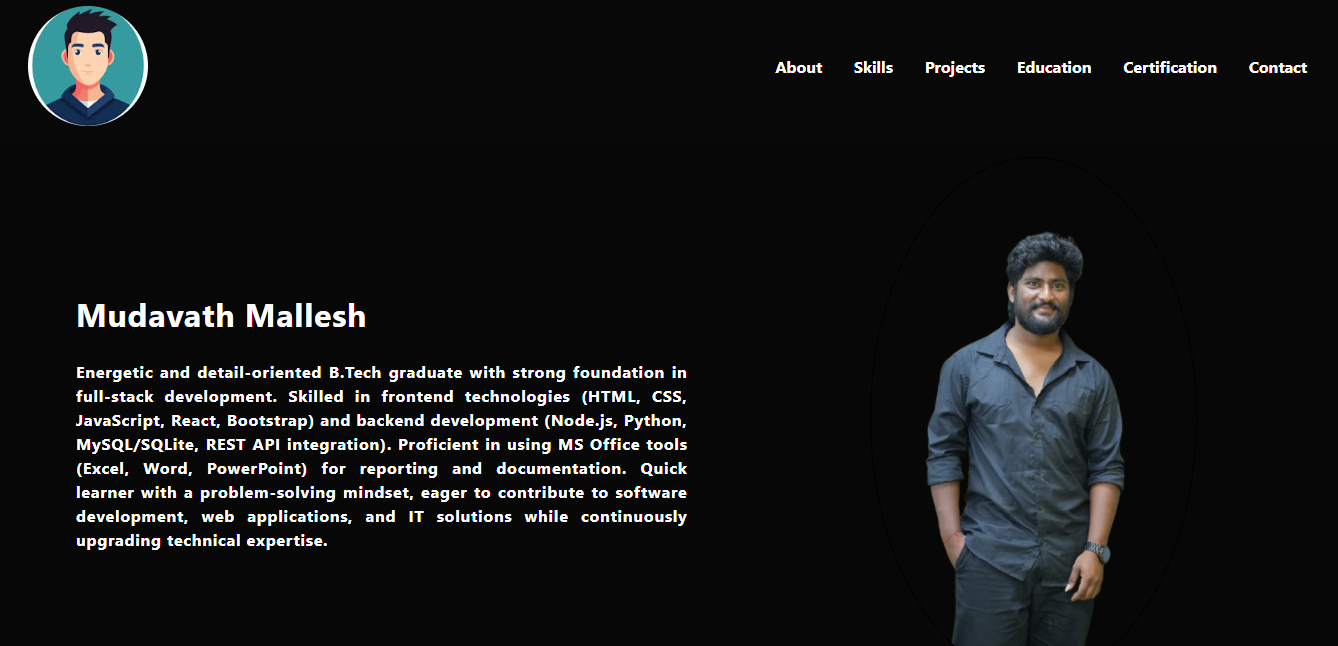 About Skills Projects Education Certification Contact
Mudavath Mallesh
Energetic and detail-oriented B.Tech graduate with strong foundation in
full-stack development. Skilled in frontend technologies (HTML, CSS,
JavaScript, React, Bootstrap) and backend development (Node.js, Python,
MySQL/SQLite, REST API integration). Proficient in using MS Office tools
(Excel, Word, PowerPoint) for reporting and documentation. Quick
learner with a problem-solving mindset, eager to contribute to software
development, web applications, and IT solutions while continuously
upgrading technical expertise.